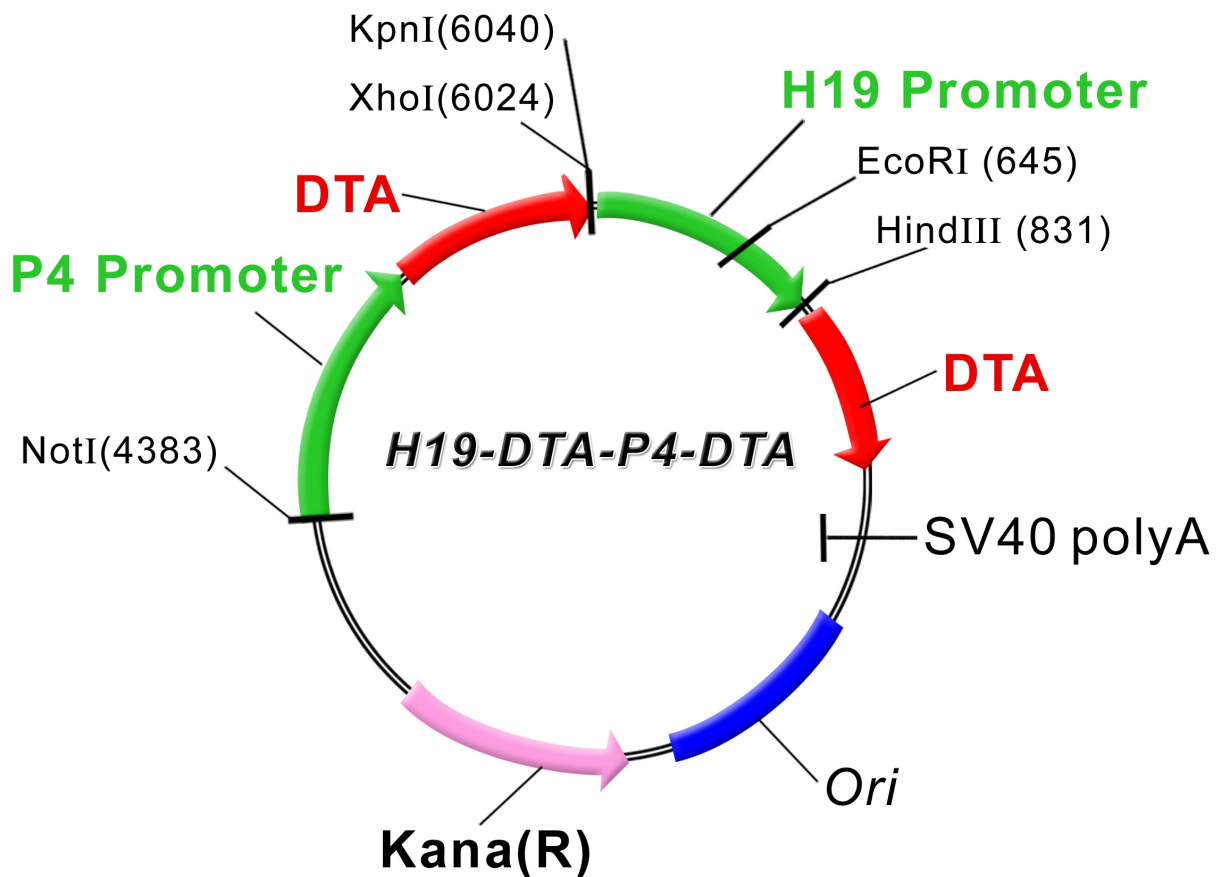 KpnI(6040)
XhoI(6024)
H19 Promoter
EcoRI (645)
DTA
HindIII (831)
P4 Promoter
DTA
H19-DTA-P4-DTA
NotI(4383)
SV40 polyA
Ori
Kana(R)